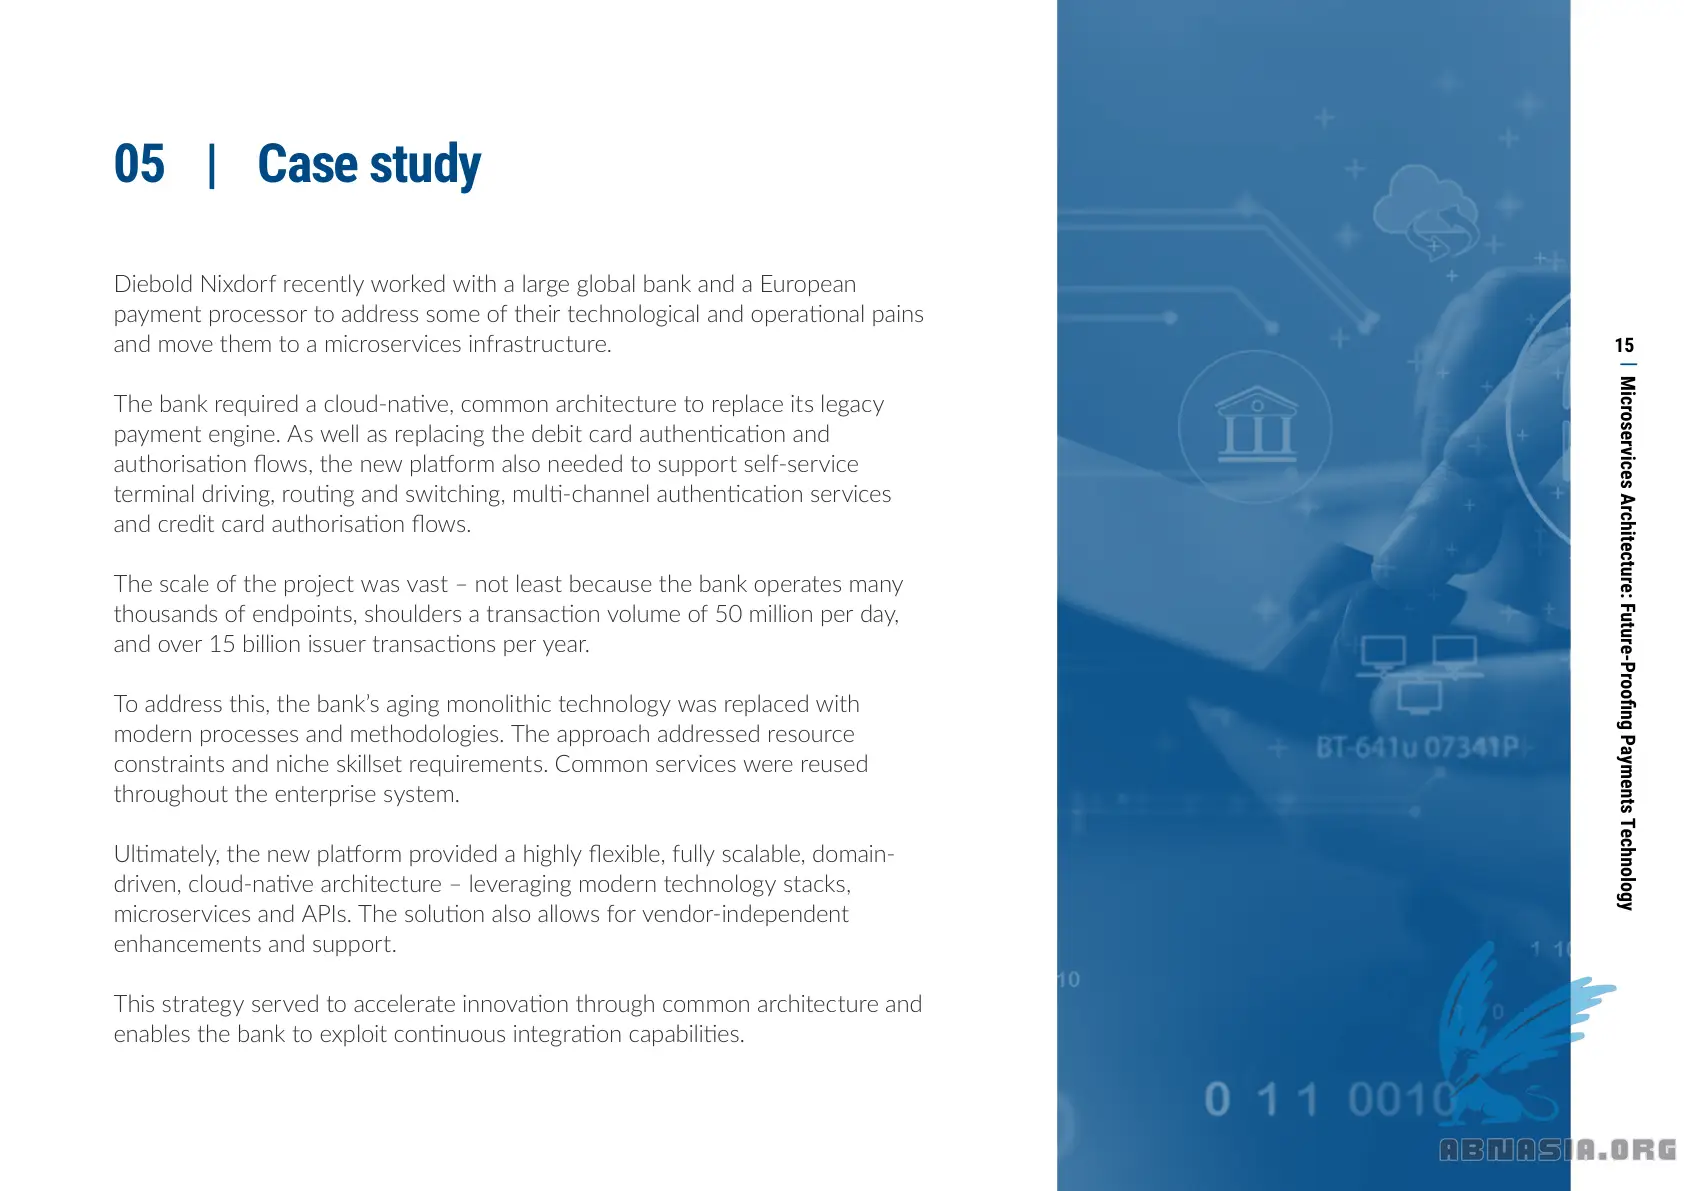 05 | Case study
Diebold Nixdorf recently worked with a large global bank and a European
payment processor to address some of their technological and operational pains
and move them to a microservices infrastructure.
The bank required a cloud-native, common architecture to replace its legacy
payment engine. As well as replacing the debit card authentication and
authorisation flows, the new platform also needed to support self-service
terminal driving, routing and switching, multi-channel authentication services
and credit card authorisation flows.
The scale of the project was vast – not least because the bank operates many
thousands of endpoints, shoulders a transaction volume of 50 million per day,
and over 15 billion issuer transactions per year.
To address this, the bank’s aging monolithic technology was replaced with
modern processes and methodologies. The approach addressed resource
constraints and niche skillset requirements. Common services were reused
throughout the enterprise system.
Ultimately, the new platform provided a highly flexible, fully scalable, domain-
driven, cloud-native architecture – leveraging modern technology stacks,
microservices and APIs. The solution also allows for vendor-independent
enhancements and support.
This strategy served to accelerate innovation through common architecture and
enables the bank to exploit continuous integration capabilities.
BT-641u 07341P
10
0 1 1 0010
15 | Microservices Architecture: Future-Proofing Payments Technology
ABNASIA.ORG